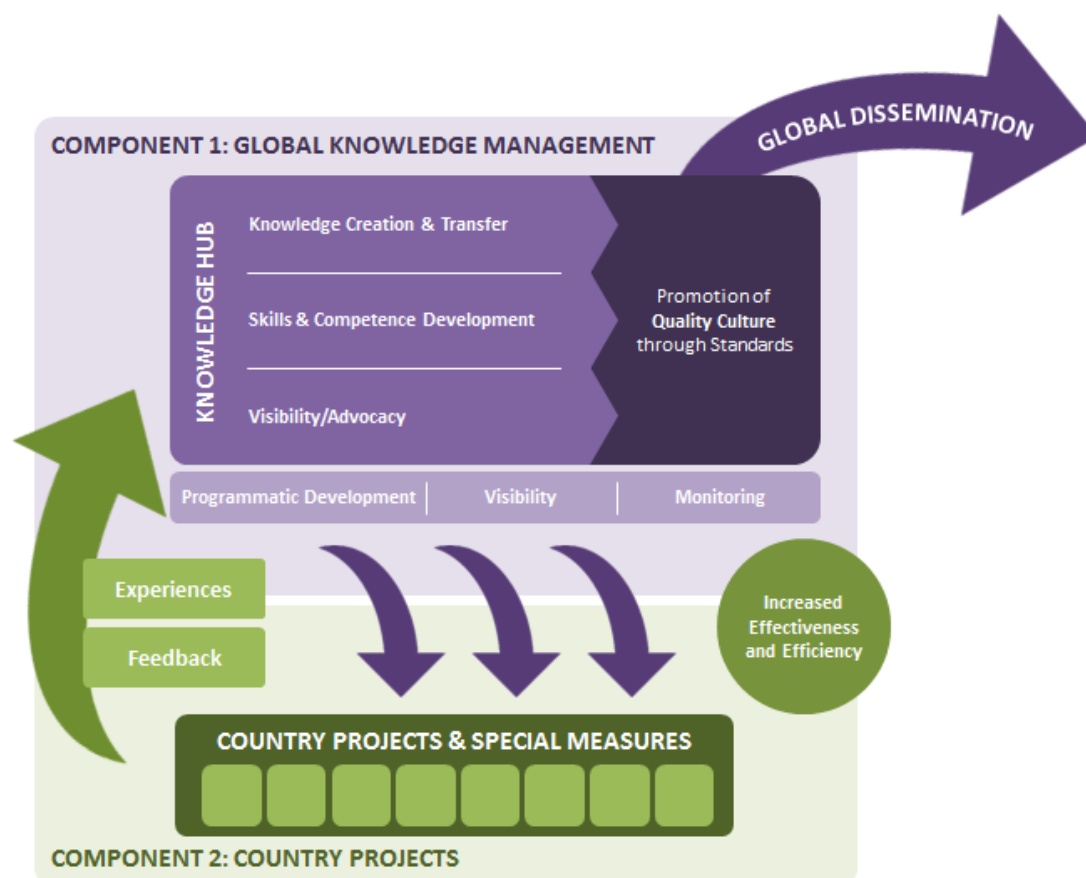 GLOBAL DISSEMINATION
COMPONENT 1: GLOBAL KNOWLEDGE MANAGEMENT
KNOWLEDGE HUB
Knowledge Creation & Transfer
Skills & Competence Development
Visibility/Advocacy
Promotion of
Quality Culture
through Standards
Programmatic Development
Visibility
Monitoring
Experiences
Feedback
Increased
Effectiveness
and Efficiency
COUNTRY PROJECTS & SPECIAL MEASURES
COMPONENT 2: COUNTRY PROJECTS